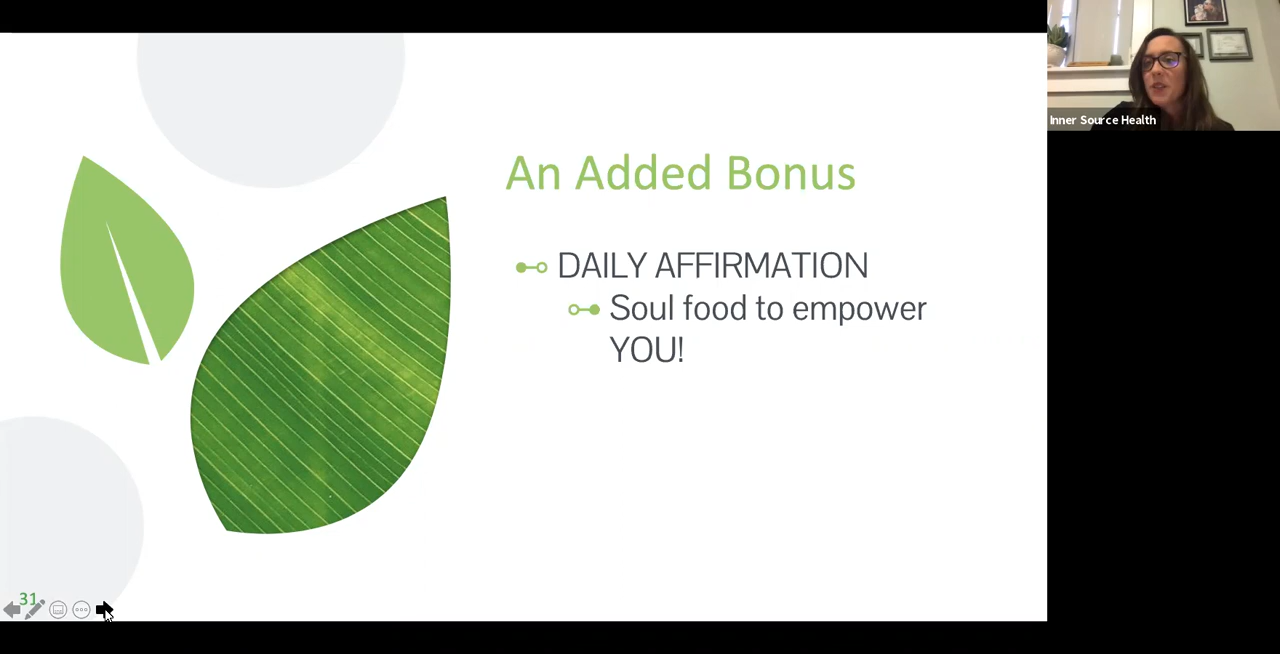 An Added Bonus
DAILY AFFIRMATION
Soul food to empower
YOU!
31
Inner Source Health